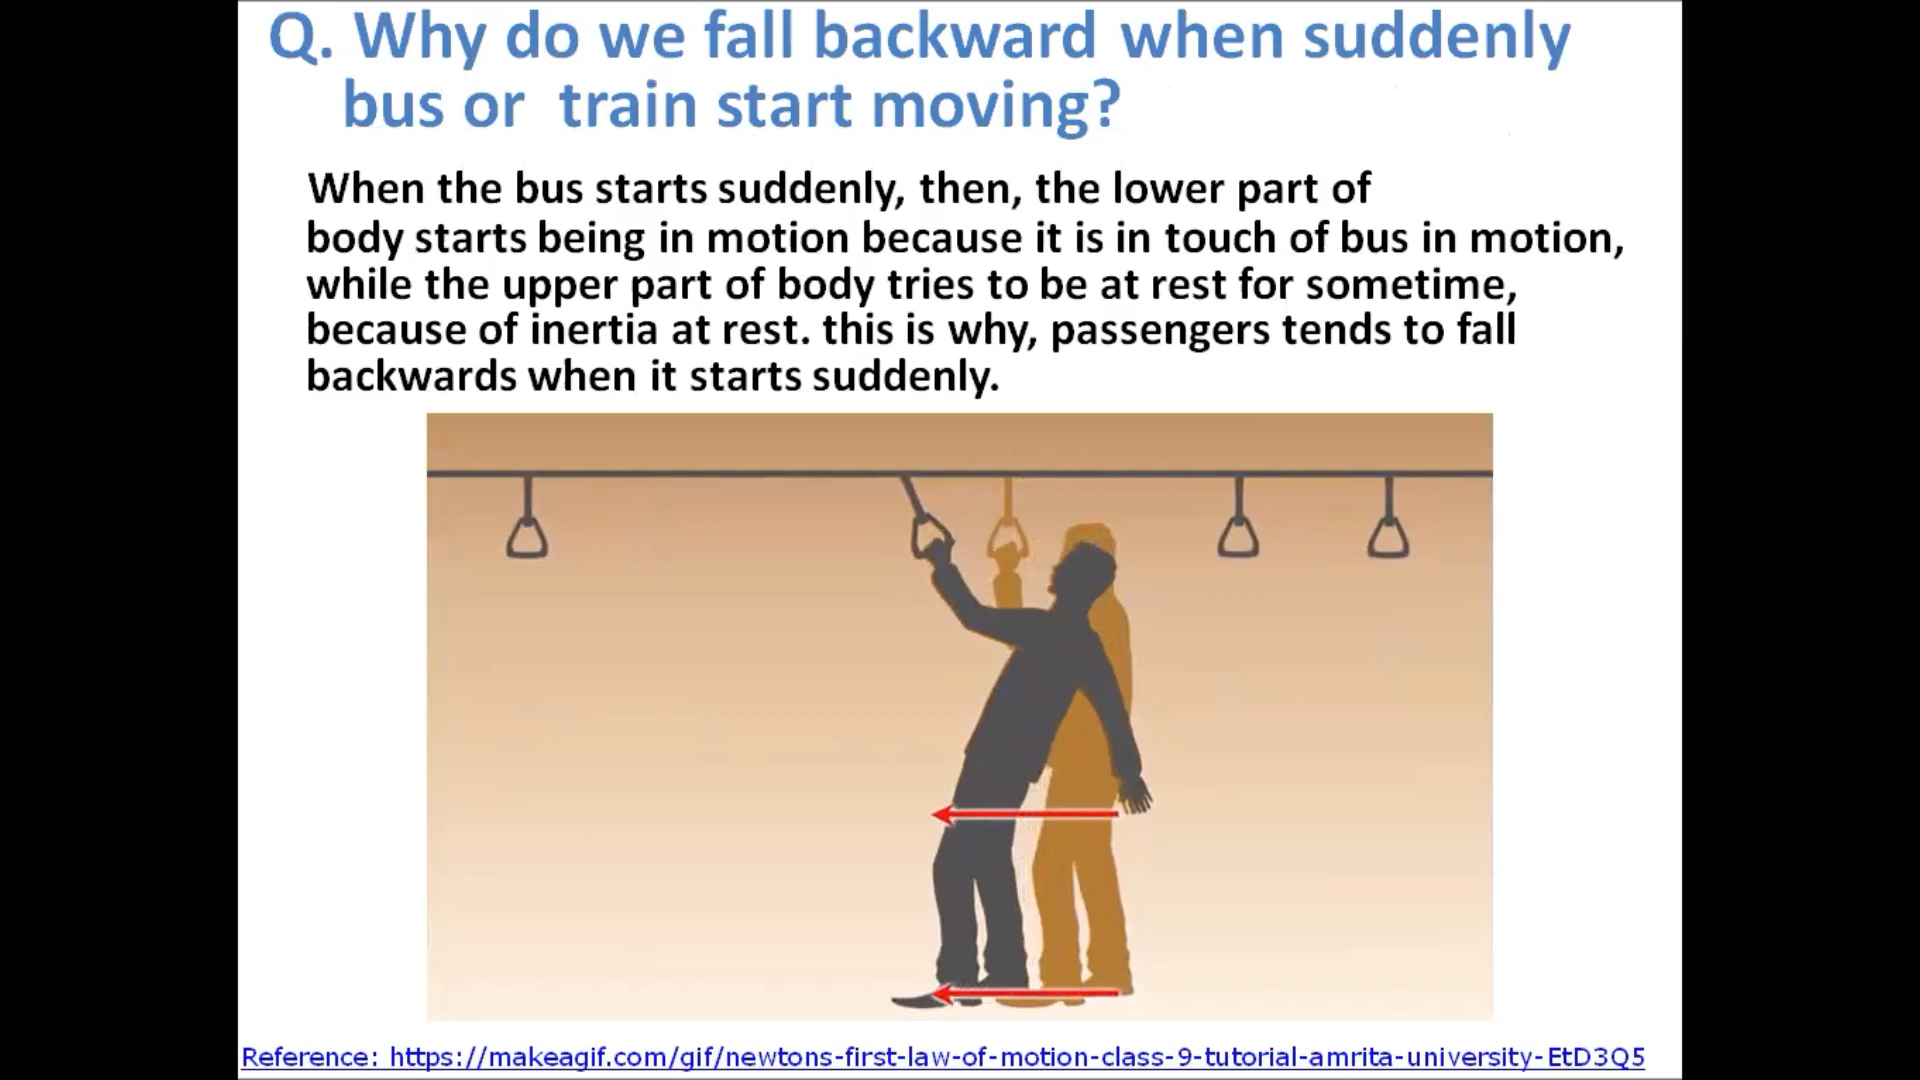 Q. Why do we fall backward when suddenly
bus or train start moving?
When the bus starts suddenly, then, the lower part of
body starts being in motion because it is in touch of bus in motion,
while the upper part of body tries to be at rest for sometime,
because of inertia at rest. this is why, passengers tends to fall
backwards when it starts suddenly.
Reference: https://makeagif.com/gif/newtons-first-law-of-motion-class-9-tutorial-amrita-university-EtD3Q5